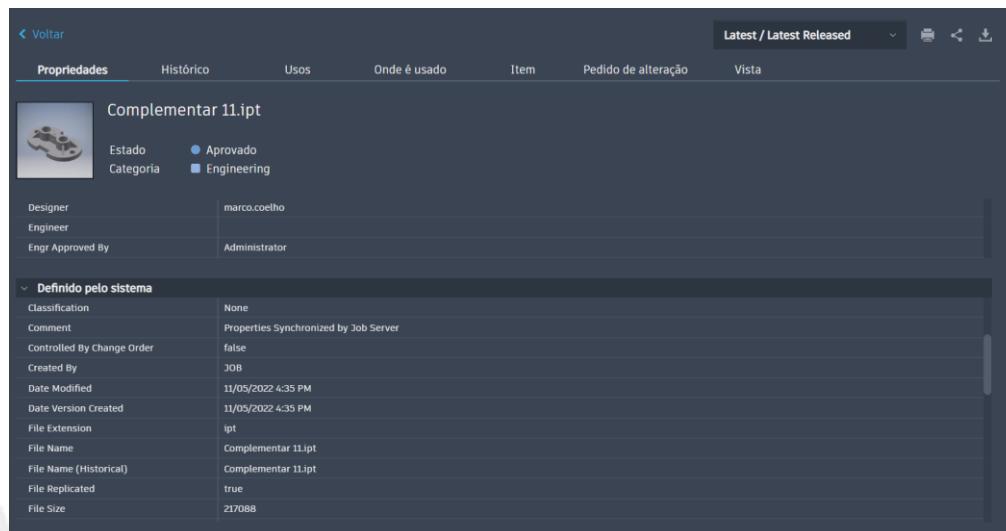 Voltar
Latest / Latest Released
Propriedades Histórico Usos Onde é usado Item Pedido de alteração Vista
Complementar 11.ipt
Estado Aprovado
Categoria Engineering
Designer marco.coelho
Engineer
Engr Approved By Administrator
Definido pelo sistema
Classification None
Comment Properties Synchronized by Job Server
Controlled By Change Order false
Created By JOB
Date Modified 11/05/2022 4:35 PM
Date Version Created 11/05/2022 4:35 PM
File Extension ipt
File Name Complementar 11.ipt
File Name (Historical) Complementar 11.ipt
File Replicated true
File Size 217088